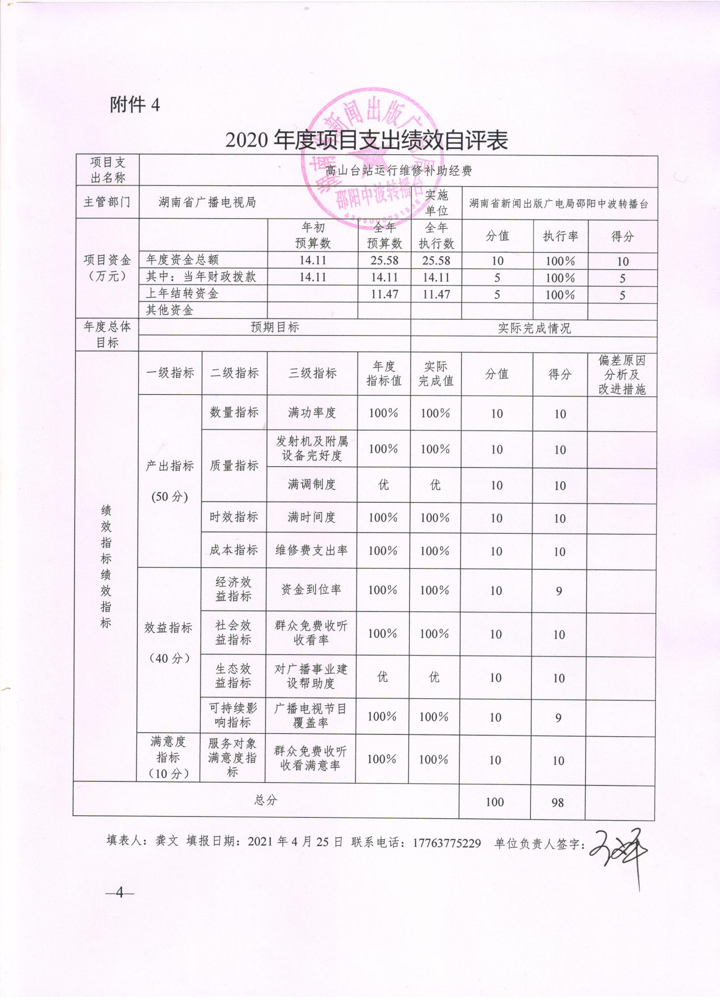 附件 4
2020 年度项目支出绩效自评表
湖南省新闻出版广电局
邵阳中波转播台
项目支
出名称
高山台站运行维修补助经费
主管部门
湖南省广播电视局
实施
单位
湖南省新闻出版广电局邵阳中波转播台
项目资金
（万元）
年初
预算数
全年
预算数
全年
执行数
分值 执行率 得分
年度资金总额 14.11 25.58 25.58 10 100% 10
其中：当年财政拨款 14.11 14.11 14.11 5 100% 5
上年结转资金 11.47 11.47 5 100% 5
其他资金
年度总体
目标
预期目标 实际完成情况
绩
效
指
标
绩
效
指
标
一级指标 二级指标 三级指标
年度
指标值
实际
完成值
分值 得分
偏差原因
分析及
改进措施
产出指标
(50 分)
数量指标 满功率度 100% 100% 10 10
质量指标
发射机及附属
设备完好度
100% 100% 10 10
满调制度 优 优 10 10
时效指标 满时间度 100% 100% 10 10
成本指标 维修费支出率 100% 100% 10 10
效益指标
（40 分）
经济效
益指标
资金到位率 100% 100% 10 9
社会效
益指标
群众免费收听
收看率
100% 100% 10 10
生态效
益指标
对广播事业建
设帮助度
优 优 10 10
可持续影
响指标
广播电视节目
覆盖率
100% 100% 10 9
满意度
指标
（10 分）
服务对象
满意度指
标
群众免费收听
收看满意率
100% 100% 10 10
总分 100 98
填表人：龚文 填报日期：2021 年 4 月 25 日 联系电话：17763775229 单位负责人签字：
—4—